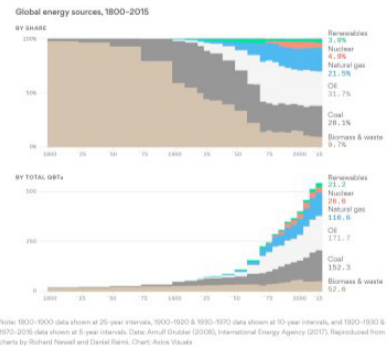 Global energy sources, 1800-2015
BY SHARE
100%
50%
0%
1800 25 50 75 1900 25 50 75 2000 15
Renewables
3.9%
Nuclear
4.9%
Natural gas
21.5%
Oil
31.7%
Coal
28.1%
Biomass & waste
9.7%
BY TOTAL QBTs
500
250
0
1800 25 50 75 1900 25 50 75 2000 15
Renewables
21.2
Nuclear
26.6
Natural gas
116.6
Oil
171.7
Coal
152.3
Biomass & waste
52.6
Note: 1800-1900 data shown at 25-year intervals, 1900-1920 & 1930-1970 data shown at 10-year intervals, and 1920-1930 &
1970-2015 data shown at 5-year intervals. Data: Arnulf Grubler (2008), International Energy Agency (2017), Reproduced from
charts by Richard Newell and Daniel Raimi. Chart: Axios Visuals